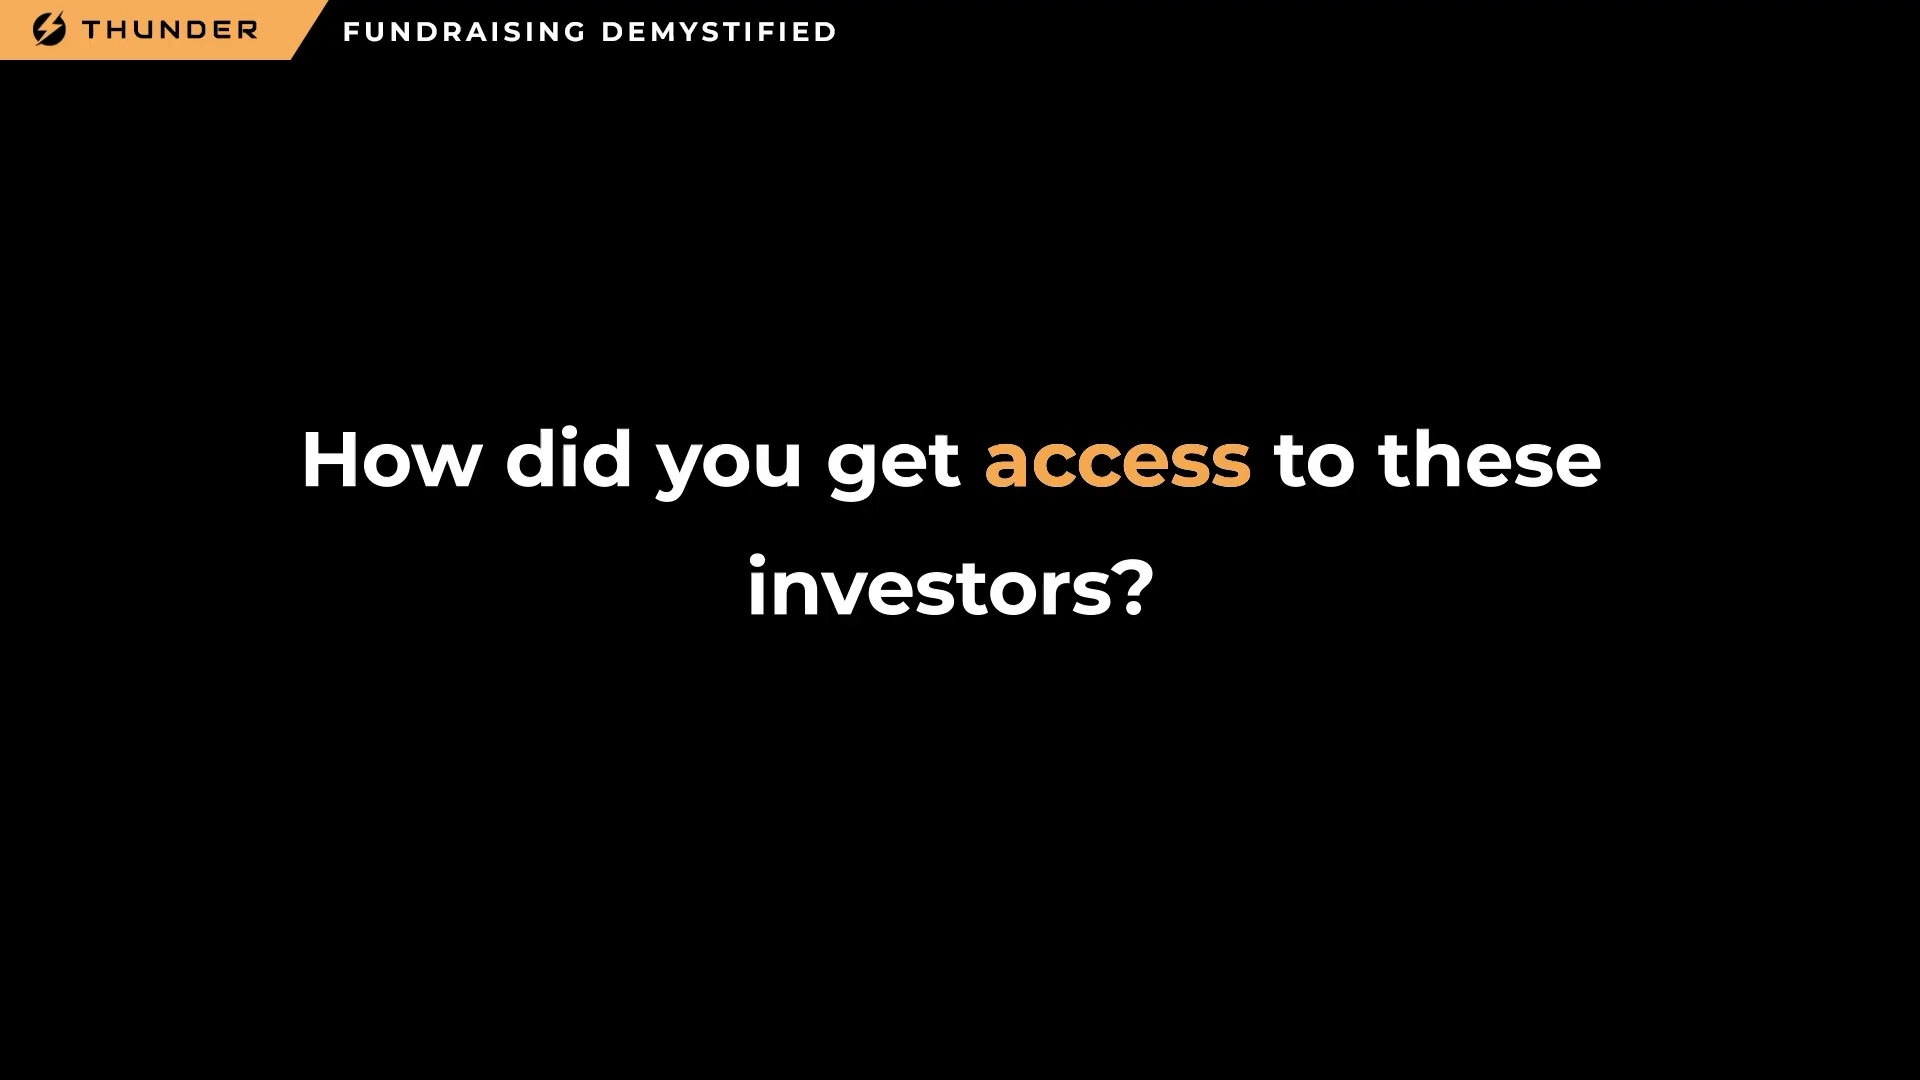 THUNDER
FUNDRAISING DEMYSTIFIED
How did you get access to these
investors?